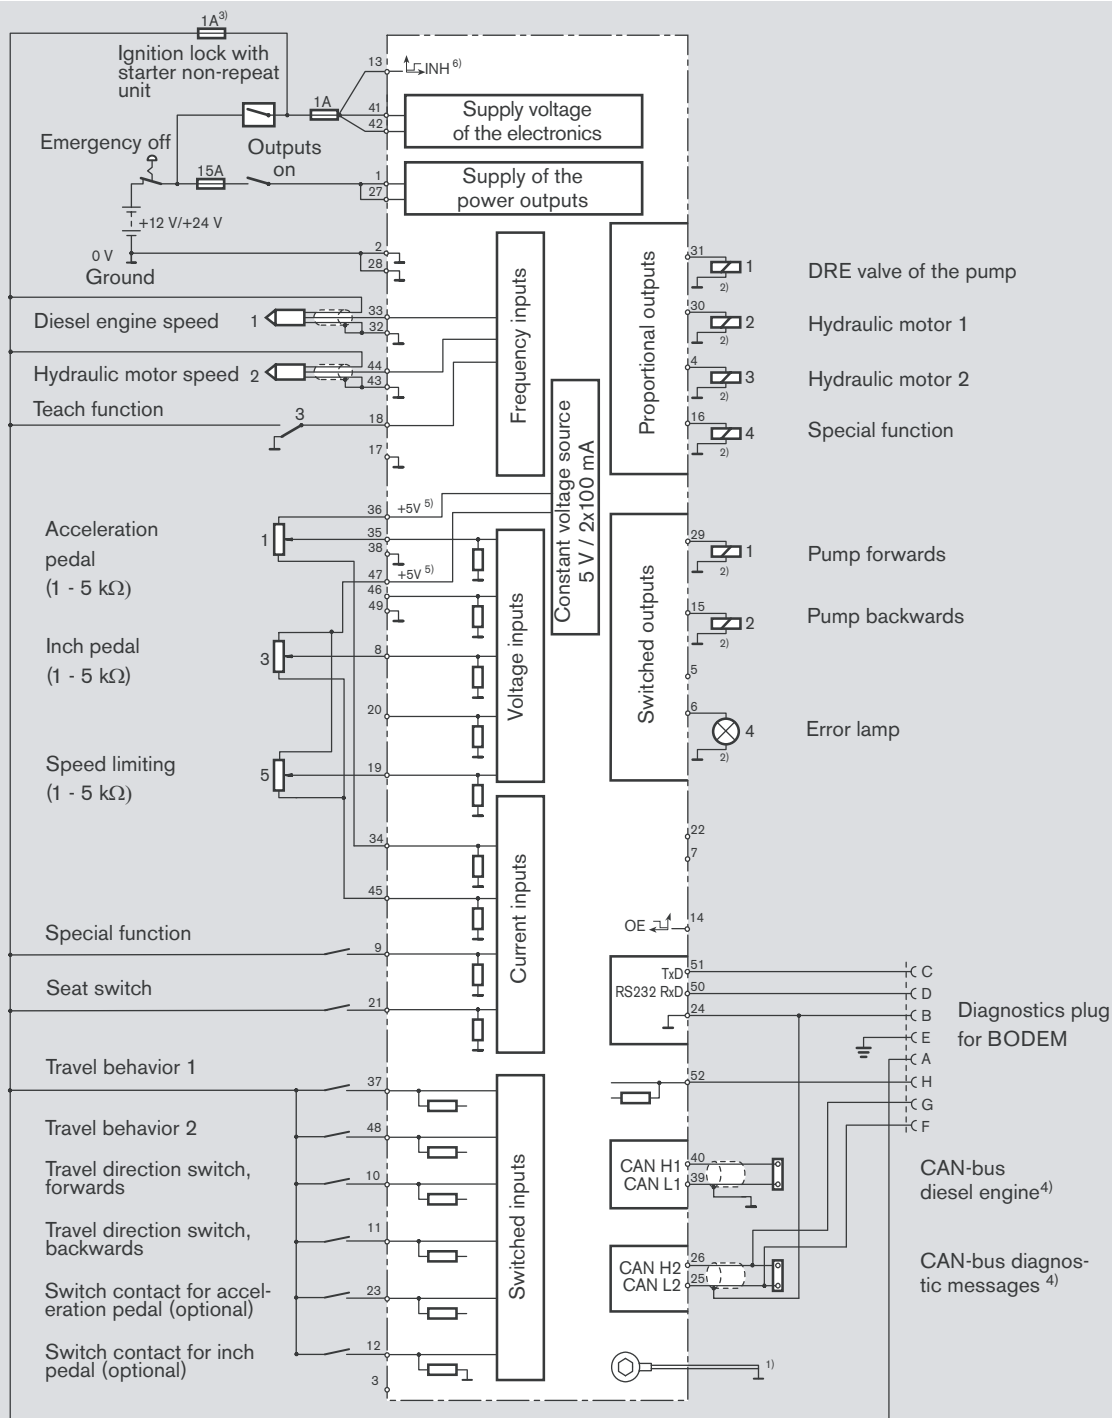 1A3)
Ignition lock with
starter non-repeat
unit
13
INH 6)
1A
41
42
Supply voltage
of the electronics
Emergency off
Outputs
on
15A
1
27
Supply of the
power outputs
+12 V/+24 V
0 V
Ground
2
28
Frequency inputs
Proportional outputs
31
1
2)
DRE valve of the pump
Diesel engine speed
1
33
32
30
2
2)
Hydraulic motor 1
Hydraulic motor speed
2
44
43
4
3
2)
Hydraulic motor 2
Teach function
3
18
17
16
4
2)
Special function
Constant voltage source
5 V / 2x100 mA
Acceleration
pedal
(1 - 5 kΩ)
1
36
+5V 5)
35
38
47
+5V 5)
46
49
Voltage inputs
Switched outputs
29
1
2)
Pump forwards
15
2
2)
Pump backwards
Inch pedal
(1 - 5 kΩ)
3
8
5
20
6
4
2)
Error lamp
Speed limiting
(1 - 5 kΩ)
5
19
34
45
Current inputs
22
7
OE
14
Special function
9
Seat switch
21
TxD
RS232 RxD
51
50
24
C
D
B
E
A
H
G
F
Diagnostics plug
for BODEM
52
Travel behavior 1
37
Travel behavior 2
48
Travel direction switch,
forwards
10
Travel direction switch,
backwards
11
Switch contact for accel-
eration pedal (optional)
23
Switch contact for inch
pedal (optional)
12
3
Switched inputs
CAN H1
CAN L1
40
39
CAN-bus
diesel engine4)
CAN H2
CAN L2
26
25
CAN-bus diagnos-
tic messages 4)
1)